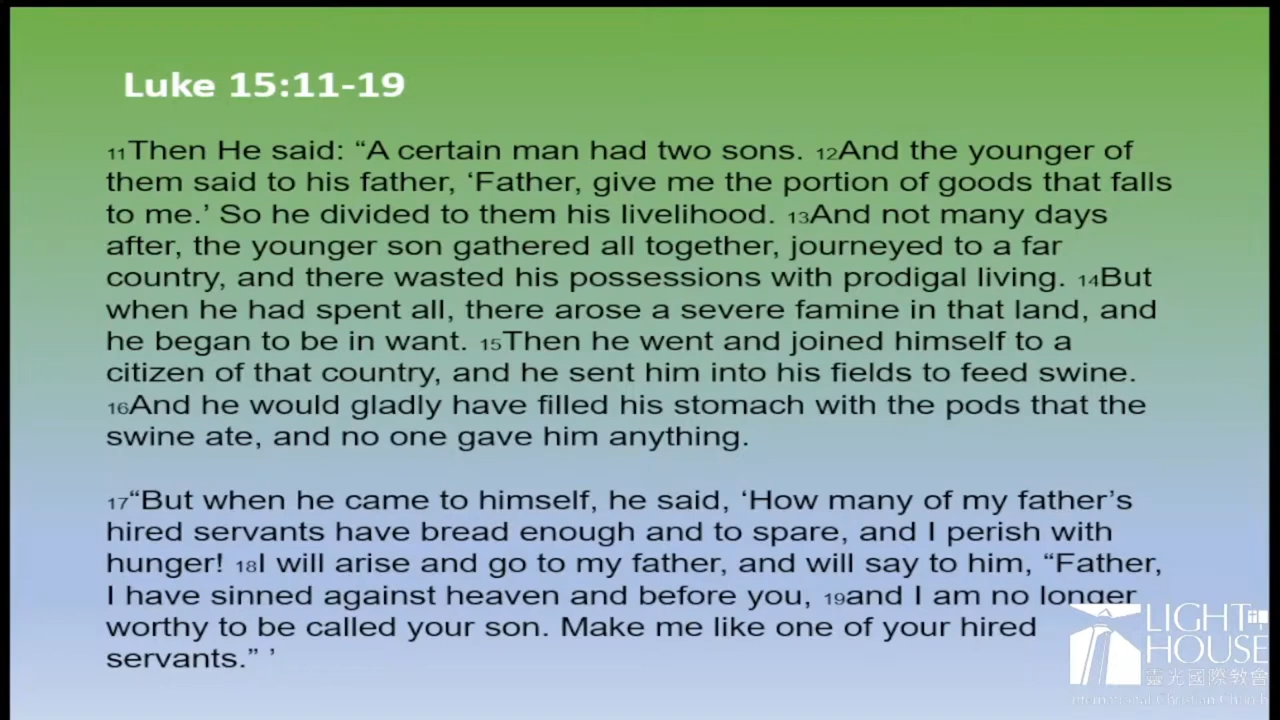 Luke 15:11-19
11Then He said: “A certain man had two sons. 12And the younger of
them said to his father, ‘Father, give me the portion of goods that falls
to me.’ So he divided to them his livelihood. 13And not many days
after, the younger son gathered all together, journeyed to a far
country, and there wasted his possessions with prodigal living. 14But
when he had spent all, there arose a severe famine in that land, and
he began to be in want. 15Then he went and joined himself to a
citizen of that country, and he sent him into his fields to feed swine.
16And he would gladly have filled his stomach with the pods that the
swine ate, and no one gave him anything.
17“But when he came to himself, he said, ‘How many of my father’s
hired servants have bread enough and to spare, and I perish with
hunger! 18I will arise and go to my father, and will say to him, “Father,
I have sinned against heaven and before you, 19and I am no longer
worthy to be called your son. Make me like one of your hired
servants.” ’
LIGHT
HOUSE
靈光國際教會
International Christian Church